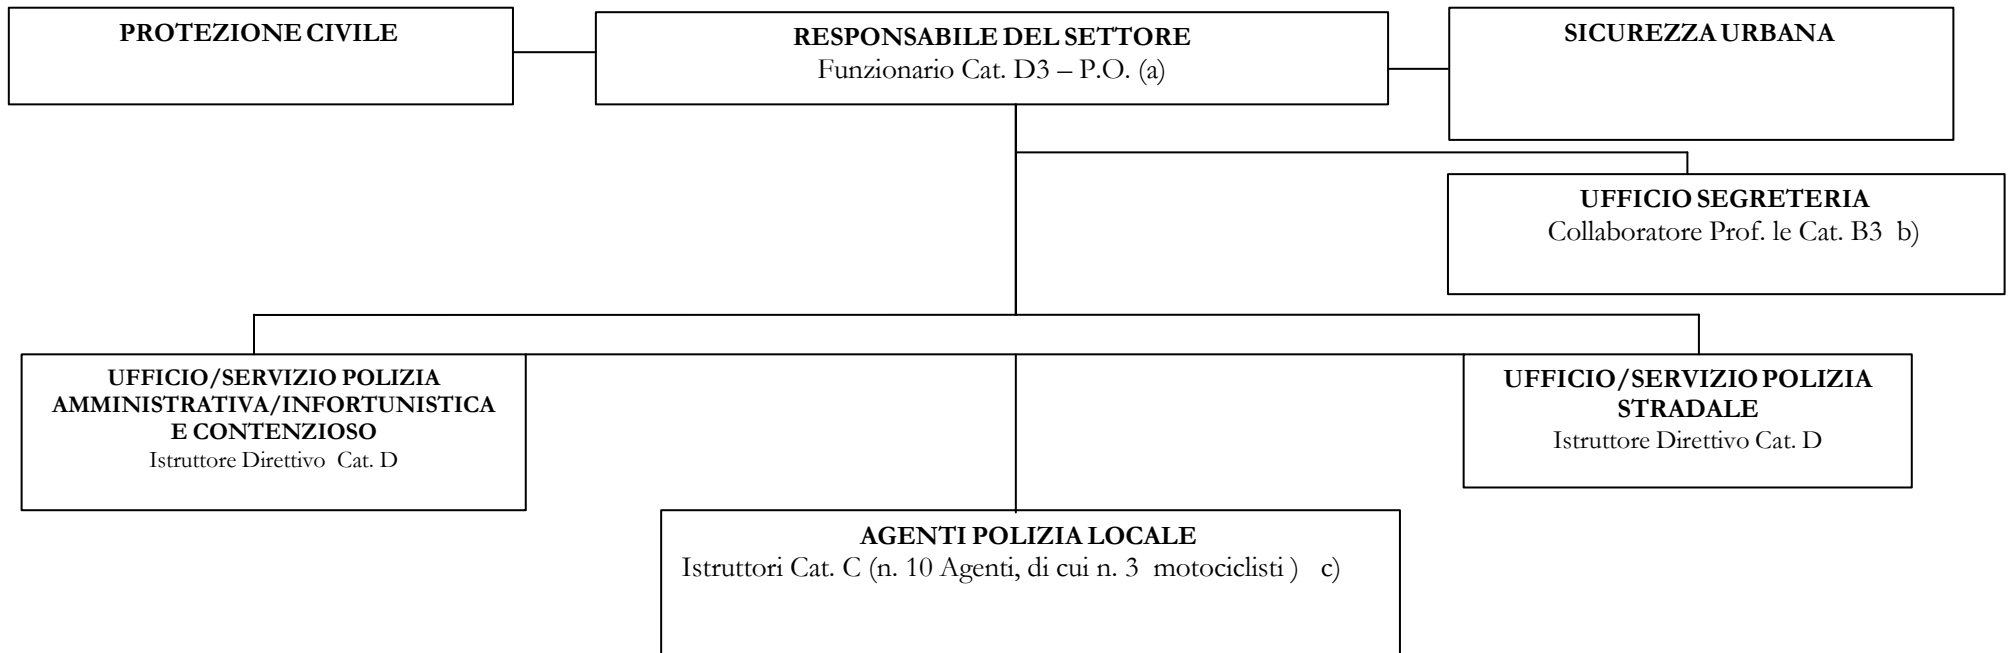 PROTEZIONE CIVILE
RESPONSABILE DEL SETTORE
Funzionario Cat. D3 – P.O. (a)
SICUREZZA URBANA
UFFICIO SEGRETERIA
Collaboratore Prof. le Cat. B3 b)
UFFICIO/SERVIZIO POLIZIA
AMMINISTRATIVA/INFORTUNISTICA
E CONTENZIOSO
Istruttore Direttivo Cat. D
UFFICIO/SERVIZIO POLIZIA
STRADALE
Istruttore Direttivo Cat. D
AGENTI POLIZIA LOCALE
Istruttori Cat. C (n. 10 Agenti, di cui n. 3 motociclisti ) c)